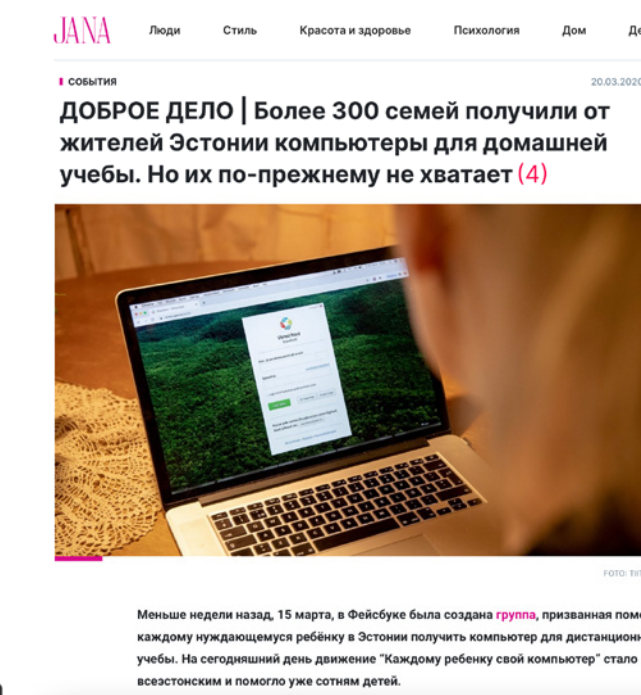 JANA
Люди Стиль Красота и здоровье Психология Дом
СОБЫТИЯ
20.03.2020
ДОБРОЕ ДЕЛО | Более 300 семей получили от
жителей Эстонии компьютеры для домашней
учебы. Но их по-прежнему не хватает (4)
FOTO:
Меньше недели назад, 15 марта, в Фейсбуке была создана группа, призванная
каждому нуждающемуся ребёнку в Эстонии получить компьютер для
учебы. На сегодняшний день движение “Каждому ребенку свой компьютер” стало
всеэстонским и помогло уже сотням детей.